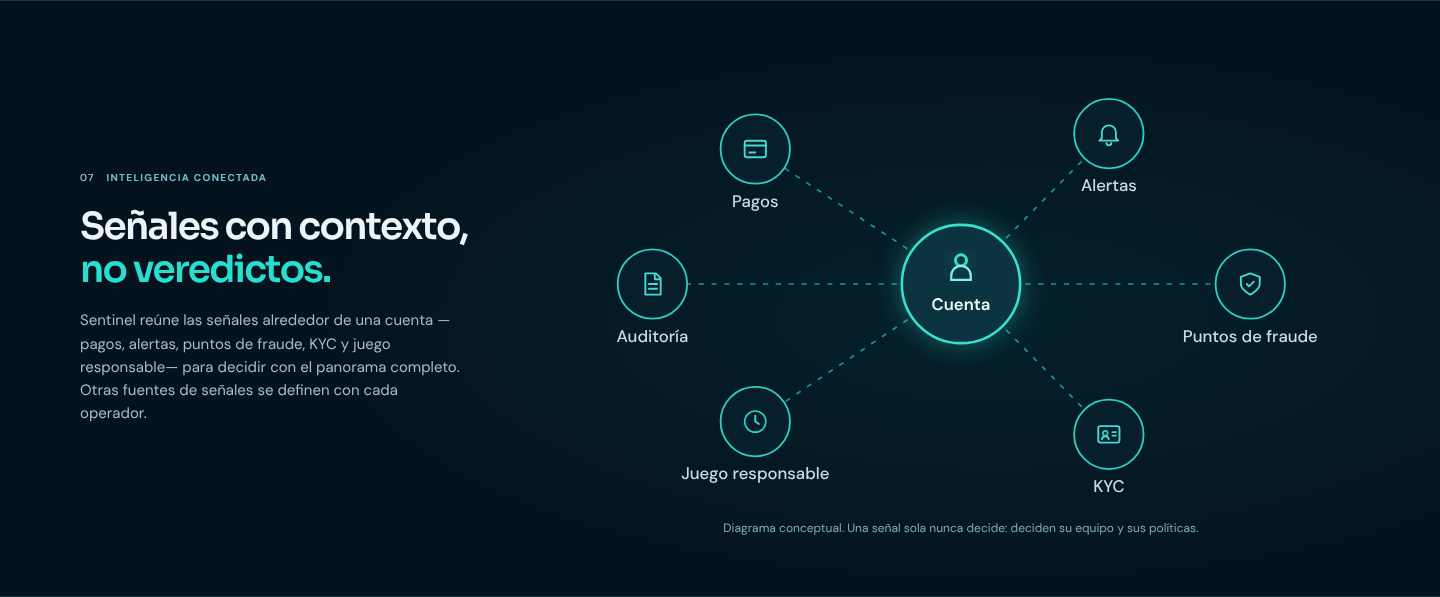 07 INTELIGENCIA CONECTADA
Señales con contexto,
no veredictos.
Sentinel reúne las señales alrededor de una cuenta —
pagos, alertas, puntos de fraude, KYC y juego
responsable— para decidir con el panorama completo.
Otras fuentes de señales se definen con cada
operador.
Pagos
Alertas
Cuenta
Auditoría
Puntos de fraude
Juego responsable
KYC
Diagrama conceptual. Una señal sola nunca decide: deciden su equipo y sus políticas.